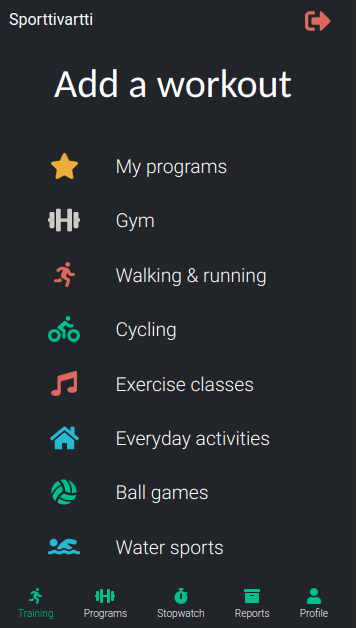 Sporttivartti
Add a workout
My programs
Gym
Walking & running
Cycling
Exercise classes
Everyday activities
Ball games
Water sports
Training Programs Stopwatch Reports Profile